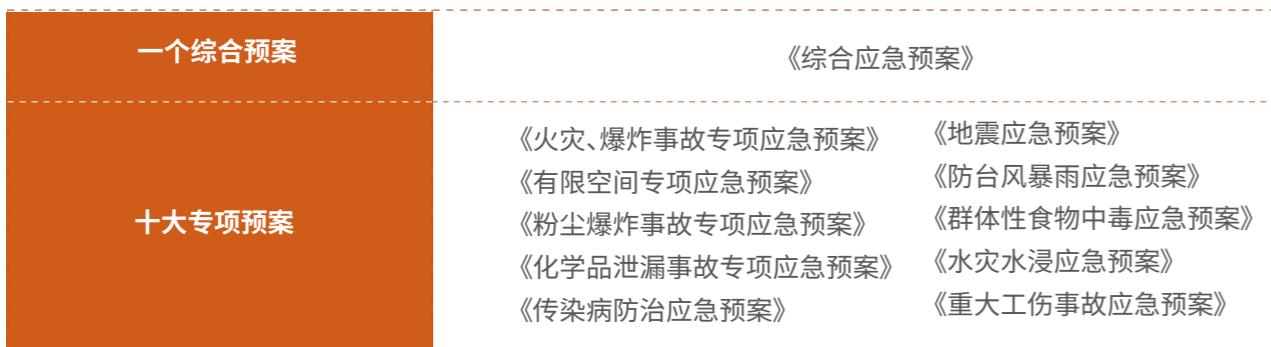 一个综合预案
《综合应急预案》
十大专项预案
《火灾、爆炸事故专项应急预案》
《有限空间专项应急预案》
《粉尘爆炸事故专项应急预案》
《化学品泄漏事故专项应急预案》
《传染病防治应急预案》
《地震应急预案》
《防台风暴雨应急预案》
《群体性食物中毒应急预案》
《水灾水浸应急预案》
《重大工伤事故应急预案》